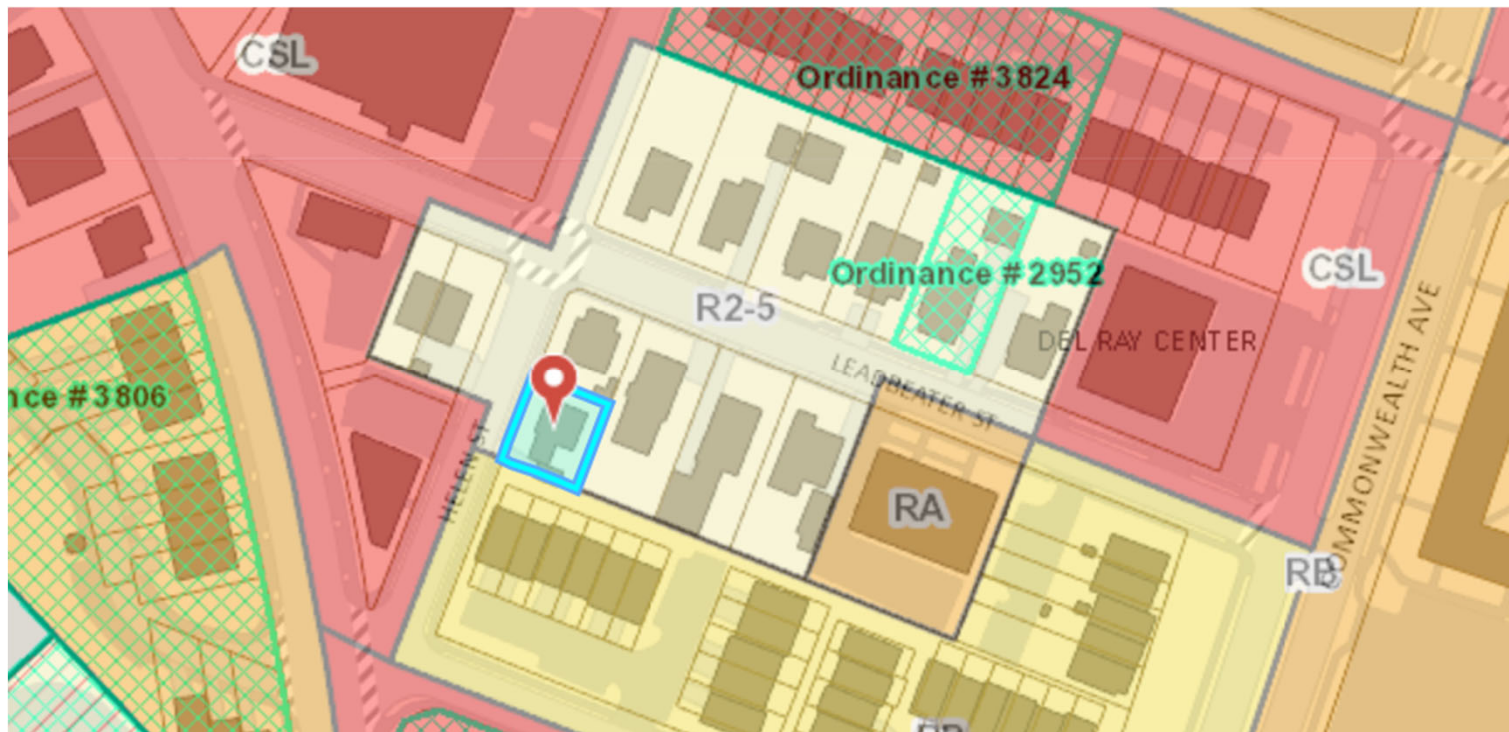 CSL
Ordinance #3824
CSL
Ordinance #2952
R2-5
DEL RAY CENTER
LEADBEATER ST
nce #3806
HELEN ST
COMMONWEALTH AVE
RA
RB
RB